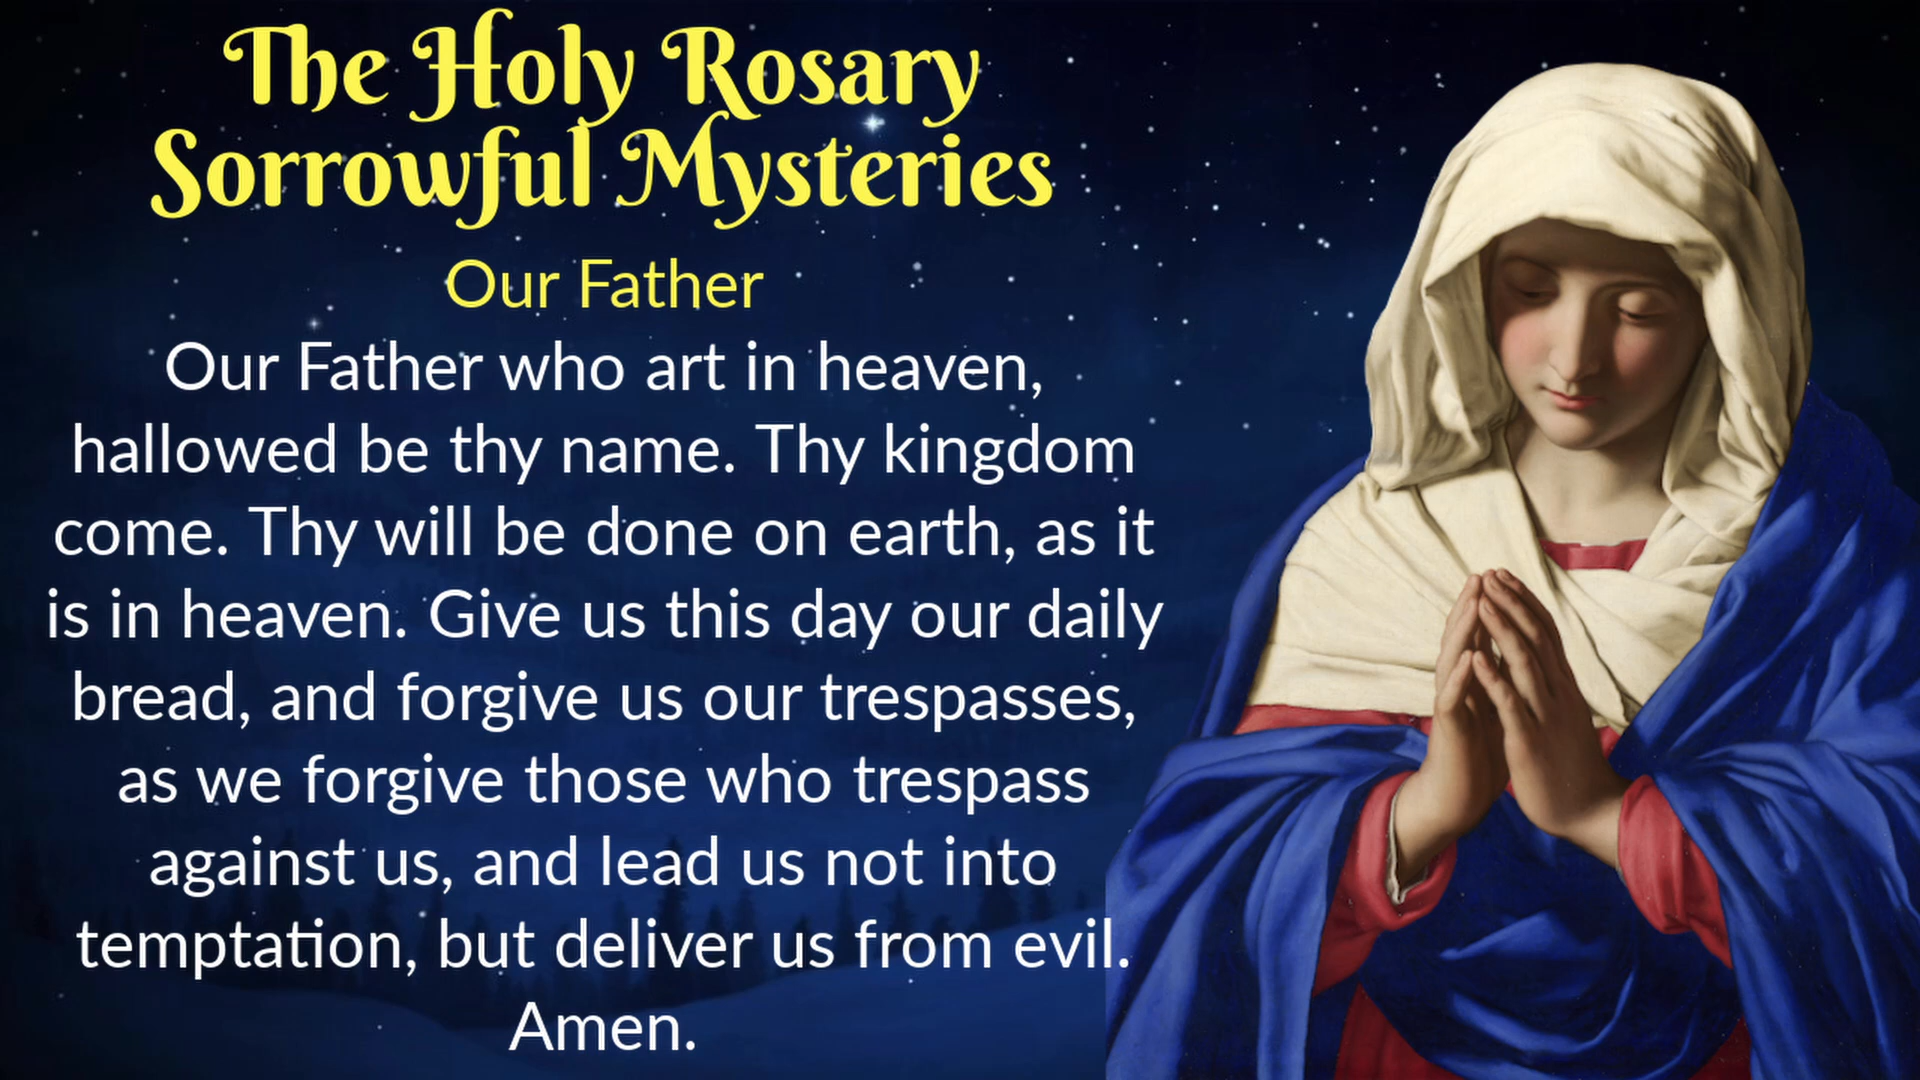 The Holy Rosary
Sorrowful Mysteries
Our Father
Our Father who art in heaven,
hallowed be thy name. Thy kingdom
come. Thy will be done on earth, as it
is in heaven. Give us this day our daily
bread, and forgive us our trespasses,
as we forgive those who trespass
against us, and lead us not into
temptation, but deliver us from evil.
Amen.